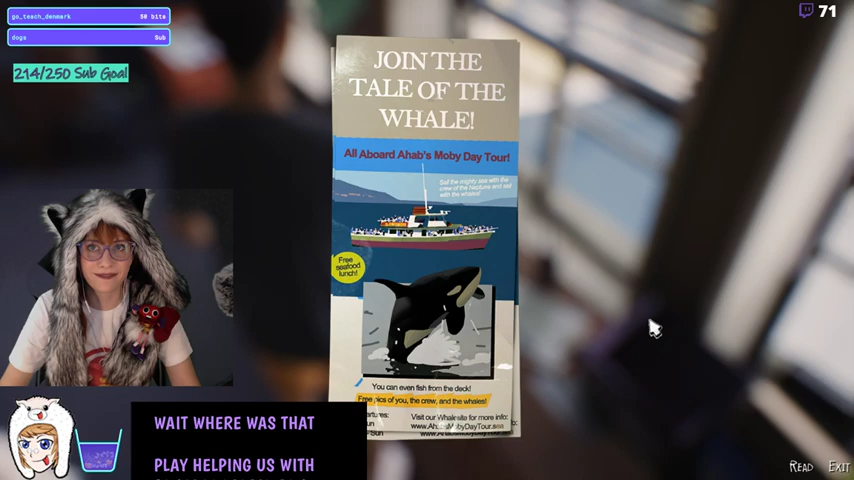 go_teach_denmark 50 bits
dogs Sub
214/250 Sub Goal
71
JOIN THE
TALE OF THE
WHALE!
All Aboard Ahab's Moby Day Tour!
Sail the mighty sea with the
crew of the Neptune and sail
with the whales!
Free
seafood
lunch!
You can even fish from the deck!
Free pics of you, the crew, and the whales!
Visit our Whalesite for more info:
WAIT WHERE WAS THAT
PLAY HELPING US WITH
READ EXIT